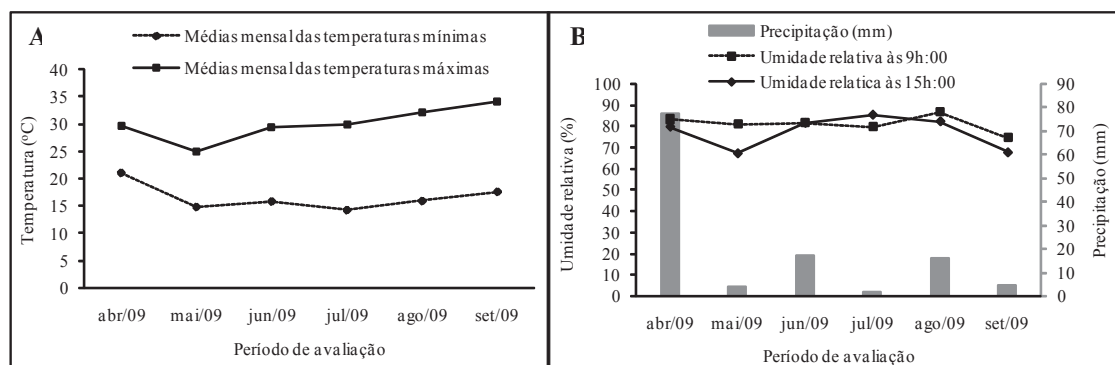 A
Médias mensal das temperaturas mínimas
Médias mensal das temperaturas máximas
Temperatura (ºC)
40
35
30
25
20
15
10
5
0
abr/09 mai/09 jun/09 jul/09 ago/09 set/09
Período de avaliação
B
Precipitação (mm)
Umidade relativa às 9h:00
Umidade relatica às 15h:00
Umidade relativa (%)
100
90
80
70
60
50
40
30
20
10
0
abr/09 mai/09 jun/09 jul/09 ago/09 set/09
Período de avaliação
90
80
70
60
50
40
30
20
10
0
Precipitação (mm)